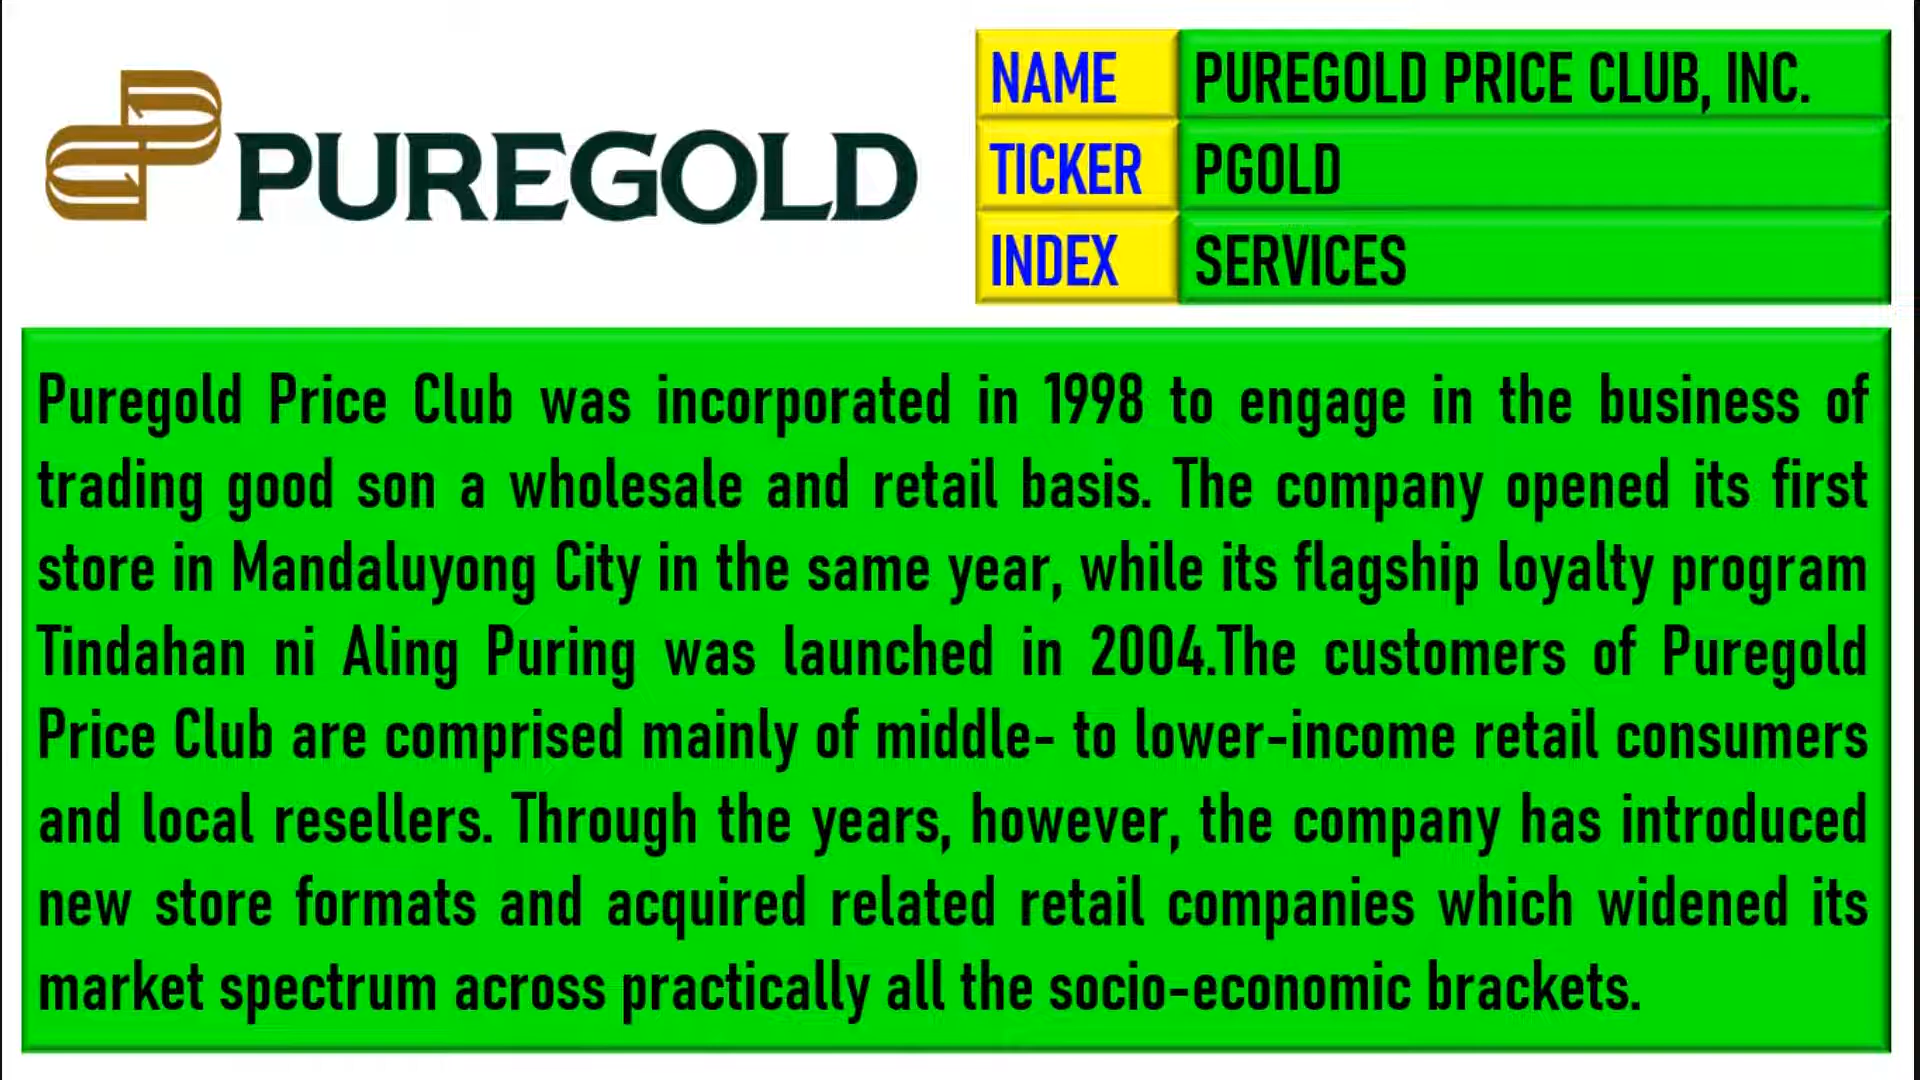 PUREGOLD
NAME PUREGOLD PRICE CLUB, INC.
TICKER PGOLD
INDEX SERVICES
Puregold Price Club was incorporated in 1998 to engage in the business of
trading good son a wholesale and retail basis. The company opened its first
store in Mandaluyong City in the same year, while its flagship loyalty program
Tindahan ni Aling Puring was launched in 2004.The customers of Puregold
Price Club are comprised mainly of middle- to lower-income retail consumers
and local resellers. Through the years, however, the company has introduced
new store formats and acquired related retail companies which widened its
market spectrum across practically all the socio-economic brackets.